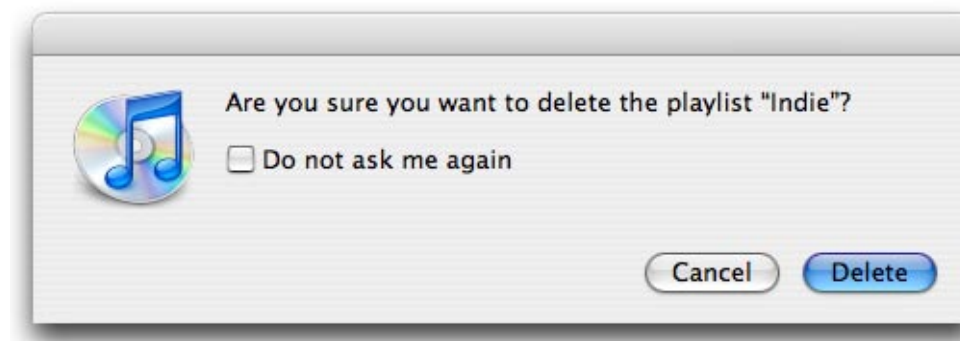 Are you sure you want to delete the playlist “Indie”?
Do not ask me again
Cancel
Delete